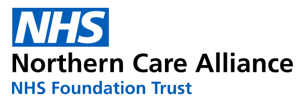 NHS
Northern Care Alliance
NHS Foundation Trust